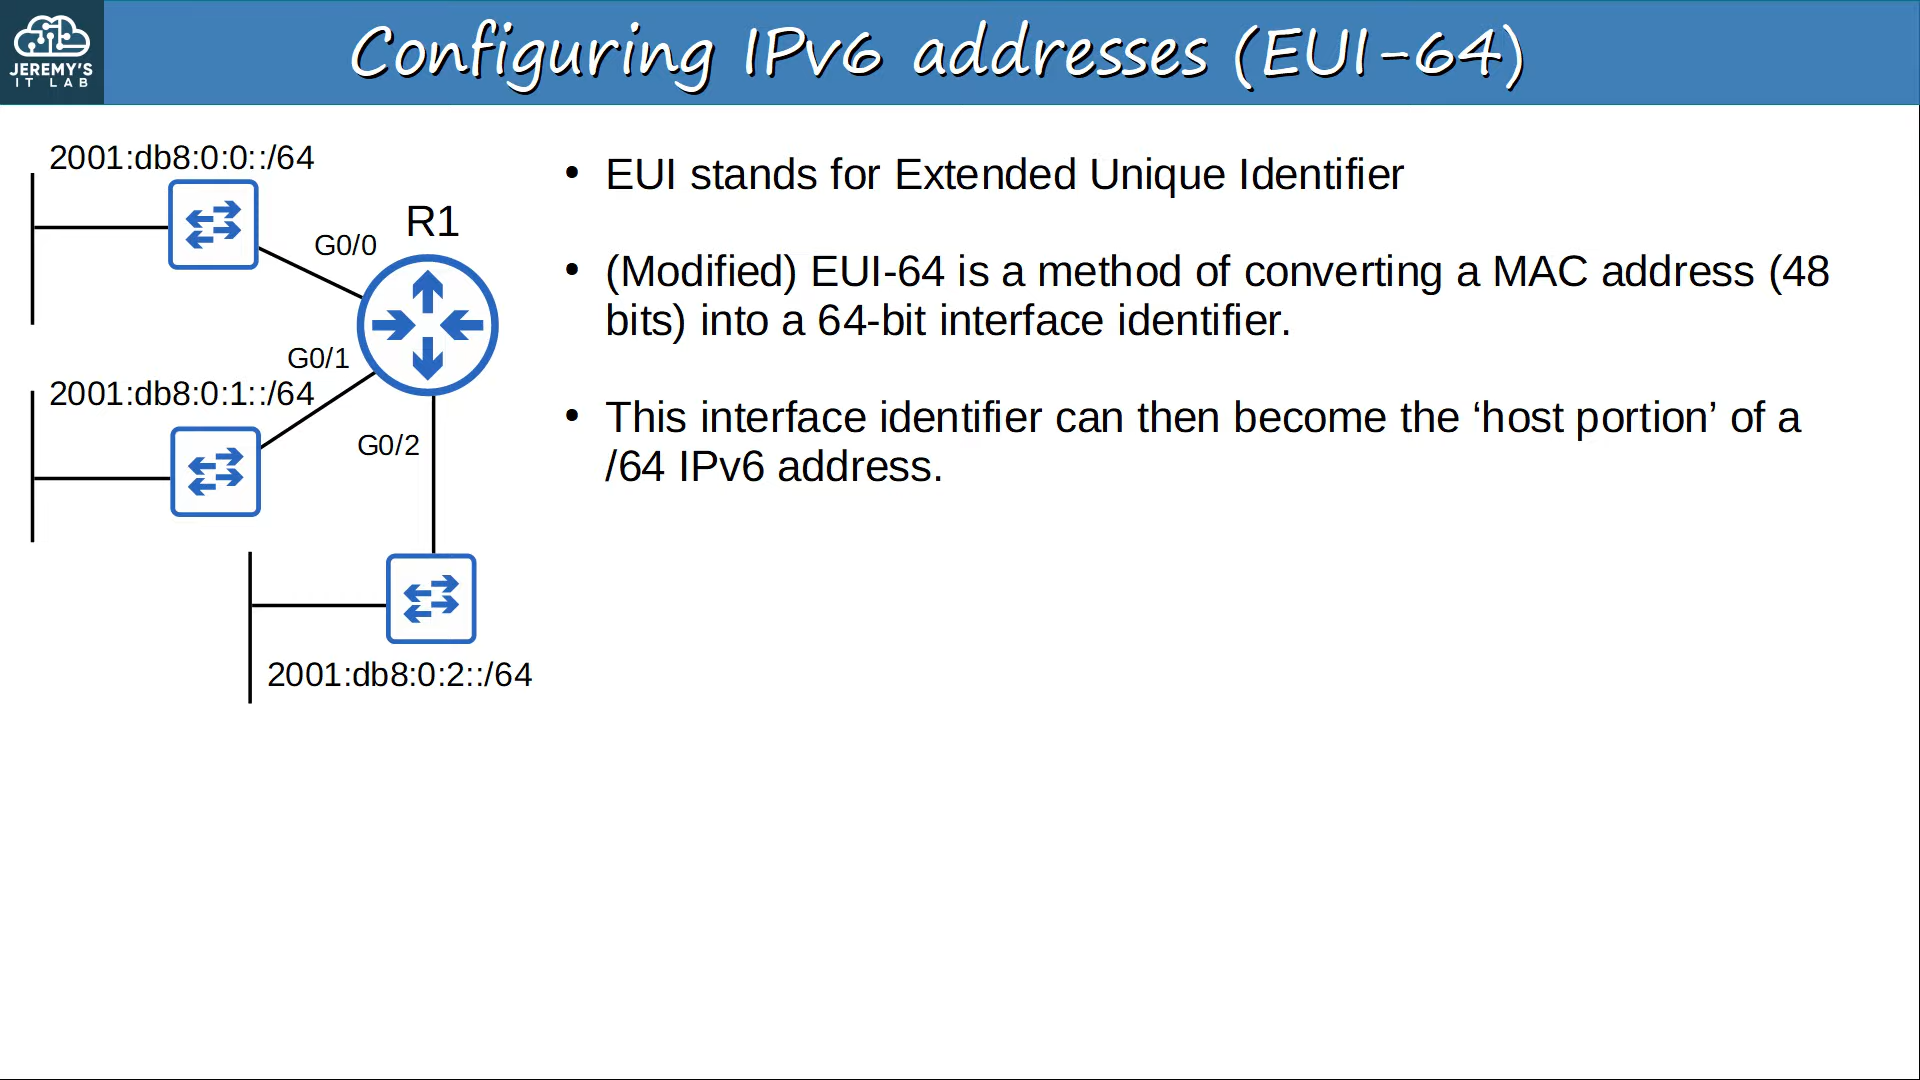 JEREMY'S
IT LAB
Configuring IPv6 addresses (EUI-64)
2001:db8:0:0::/64
G0/0
R1
G0/1
2001:db8:0:1::/64
G0/2
2001:db8:0:2::/64
• EUI stands for Extended Unique Identifier
• (Modified) EUI-64 is a method of converting a MAC address (48
bits) into a 64-bit interface identifier.
• This interface identifier can then become the ‘host portion’ of a
/64 IPv6 address.